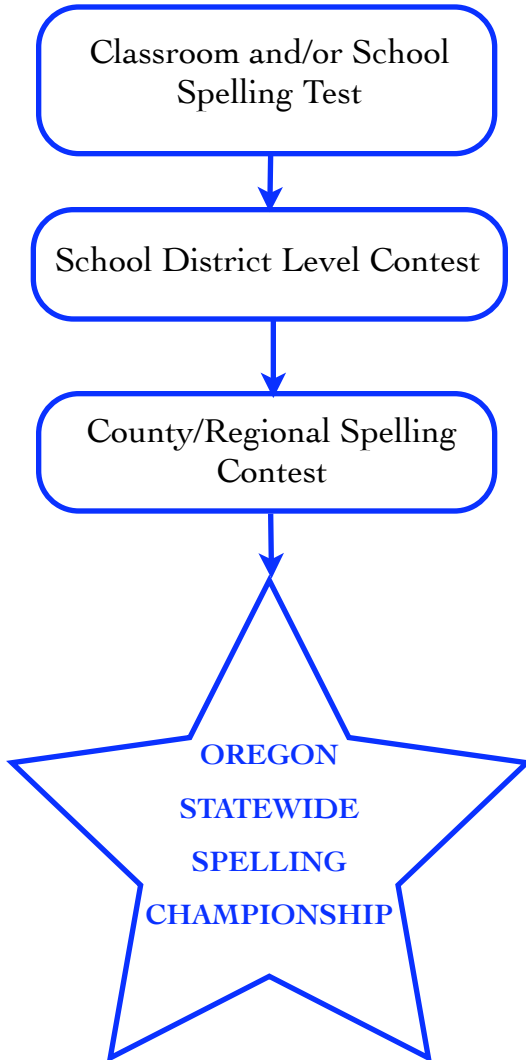 Classroom and/or School
Spelling Test
School District Level Contest
County/Regional Spelling
Contest
OREGON
STATEWIDE
SPELLING
CHAMPIONSHIP